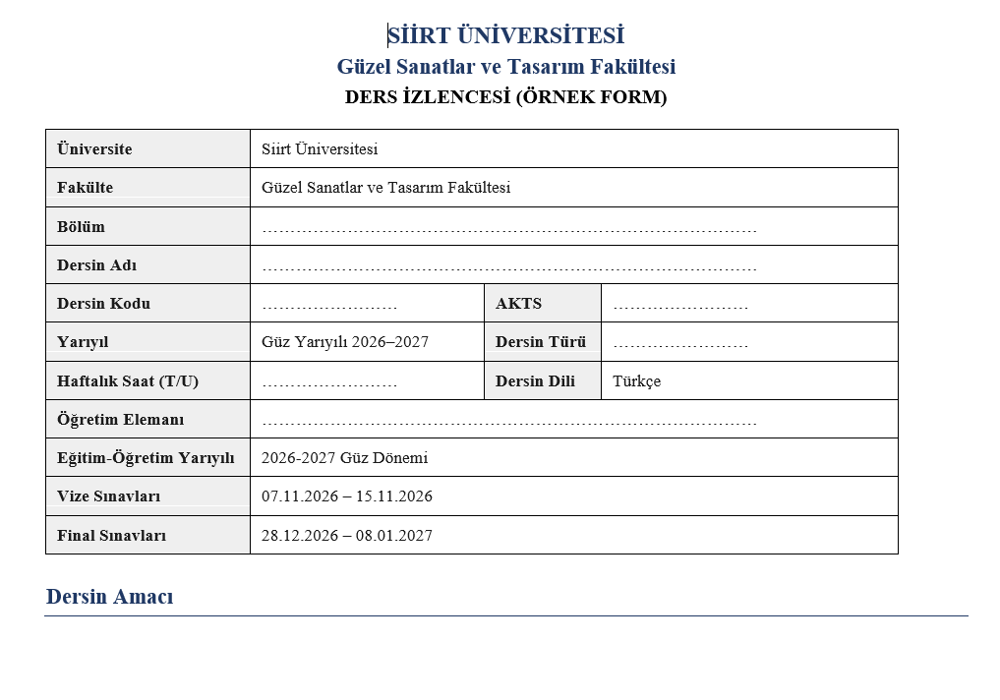 SİİRT ÜNİVERSİTESİ
Güzel Sanatlar ve Tasarım Fakültesi
DERS İZLENCESİ (ÖRNEK FORM)
Üniversite Siirt Üniversitesi
Fakülte Güzel Sanatlar ve Tasarım Fakültesi
Bölüm ……………………………………………………………………………
Dersin Adı ……………………………………………………………………………
Dersin Kodu …………………… AKTS ……………………
Yarıyıl Güz Yarıyılı 2026–2027 Dersin Türü ……………………
Haftalık Saat (T/U) …………………… Dersin Dili Türkçe
Öğretim Elemanı ……………………………………………………………………………
Eğitim-Öğretim Yarıyılı 2026-2027 Güz Dönemi
Vize Sınavları 07.11.2026 – 15.11.2026
Final Sınavları 28.12.2026 – 08.01.2027
Dersin Amacı